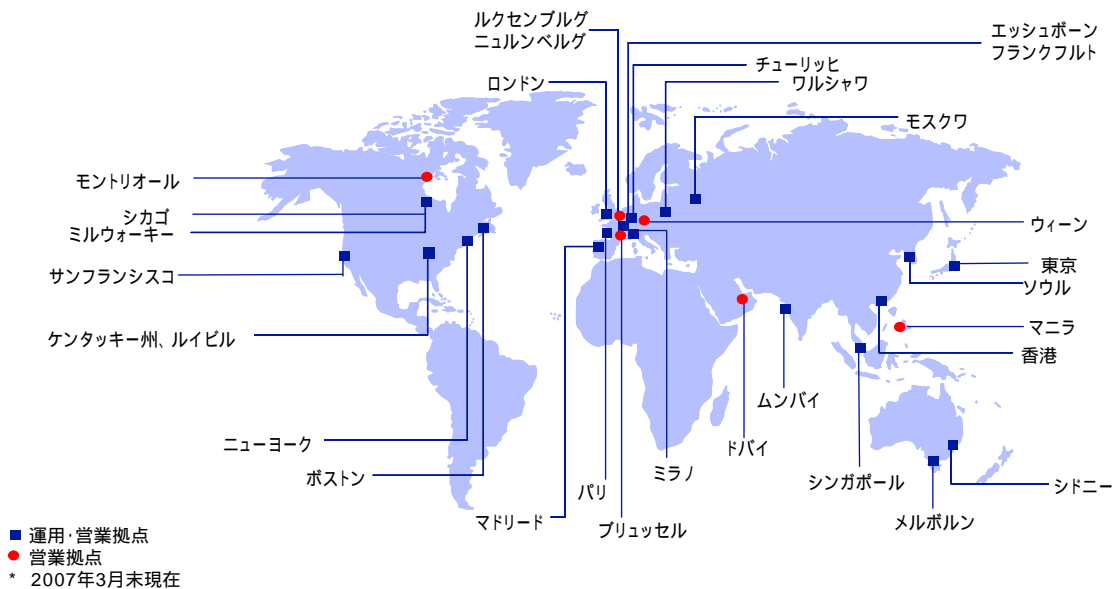 ルクセンブルグ
ニュルンベルグ
エッシュボーン
フランクフルト
チューリッヒ
ロンドン
ワルシャワ
モスクワ
モントリオール
シカゴ
ミルウォーキー
ウィーン
サンフランシスコ
東京
ソウル
ケンタッキー州、ルイビル
マニラ
香港
ムンバイ
ニューヨーク
ドバイ
ボストン
ミラノ
シンガポール
シドニー
パリ
マドリード
ブリュッセル
メルボルン
運用・営業拠点
営業拠点
* 2007年3月末現在